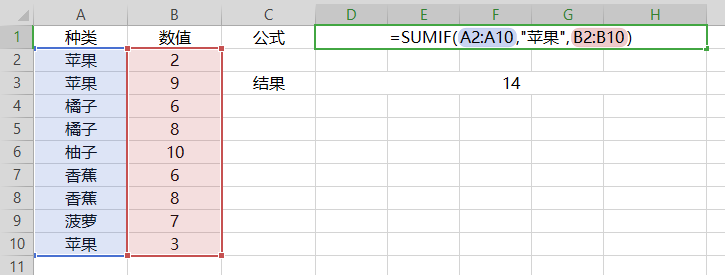 A B C D E F G H
1 种类 数值 公式 =SUMIF( A2:A10,"苹果", B2:B10 )
2 苹果 2
3 苹果 9 结果 14
4 橘子 6
5 橘子 8
6 柚子 10
7 香蕉 6
8 香蕉 8
9 菠萝 7
10 苹果 3
11